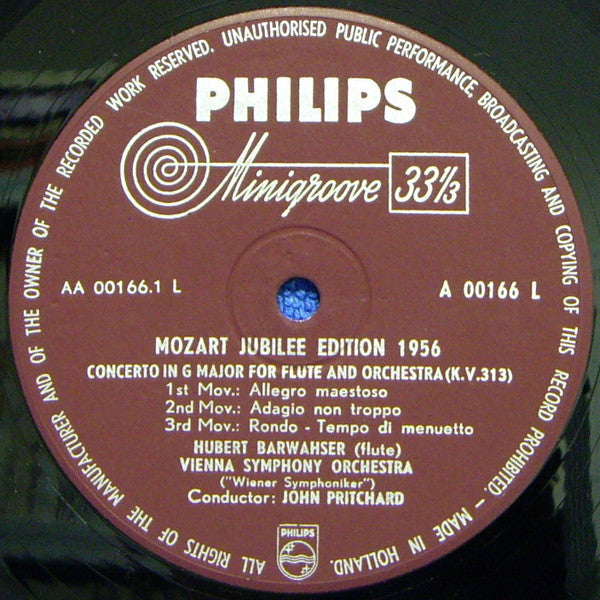 ALL RIGHTS OF THE MANUFACTURER AND OF THE OWNER OF THE RECORDED WORK RESERVED. UNAUTHORISED PUBLIC PERFORMANCE, BROADCASTING AND COPYING OF THIS RECORD PROHIBITED. – MADE IN HOLLAND.
PHILIPS
Minigroove 33⅓
AA 00166.1 L
A 00166 L
MOZART JUBILEE EDITION 1956
CONCERTO IN G MAJOR FOR FLUTE AND ORCHESTRA (K.V.313)
1st Mov.: Allegro maestoso
2nd Mov.: Adagio non troppo
3rd Mov.: Rondo - Tempo di menuetto
HUBERT BARWAHSER (flute)
VIENNA SYMPHONY ORCHESTRA
("Wiener Symphoniker")
Conductor: JOHN PRITCHARD
PHILIPS